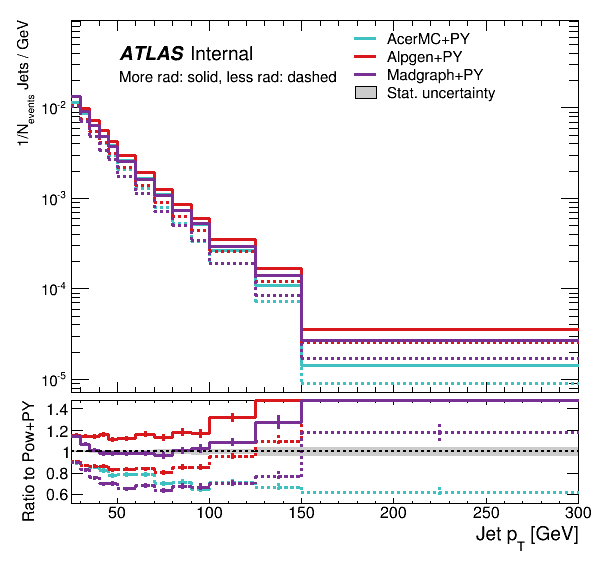 1/N_events Jets / GeV
ATLAS Internal
More rad: solid, less rad: dashed
AcerMC+PY
Alpgen+PY
Madgraph+PY
Stat. uncertainty
10^-2
10^-3
10^-4
10^-5
Ratio to Pow+PY
1.4
1.2
1
0.8
0.6
50 100 150 200 250 300
Jet p_T [GeV]